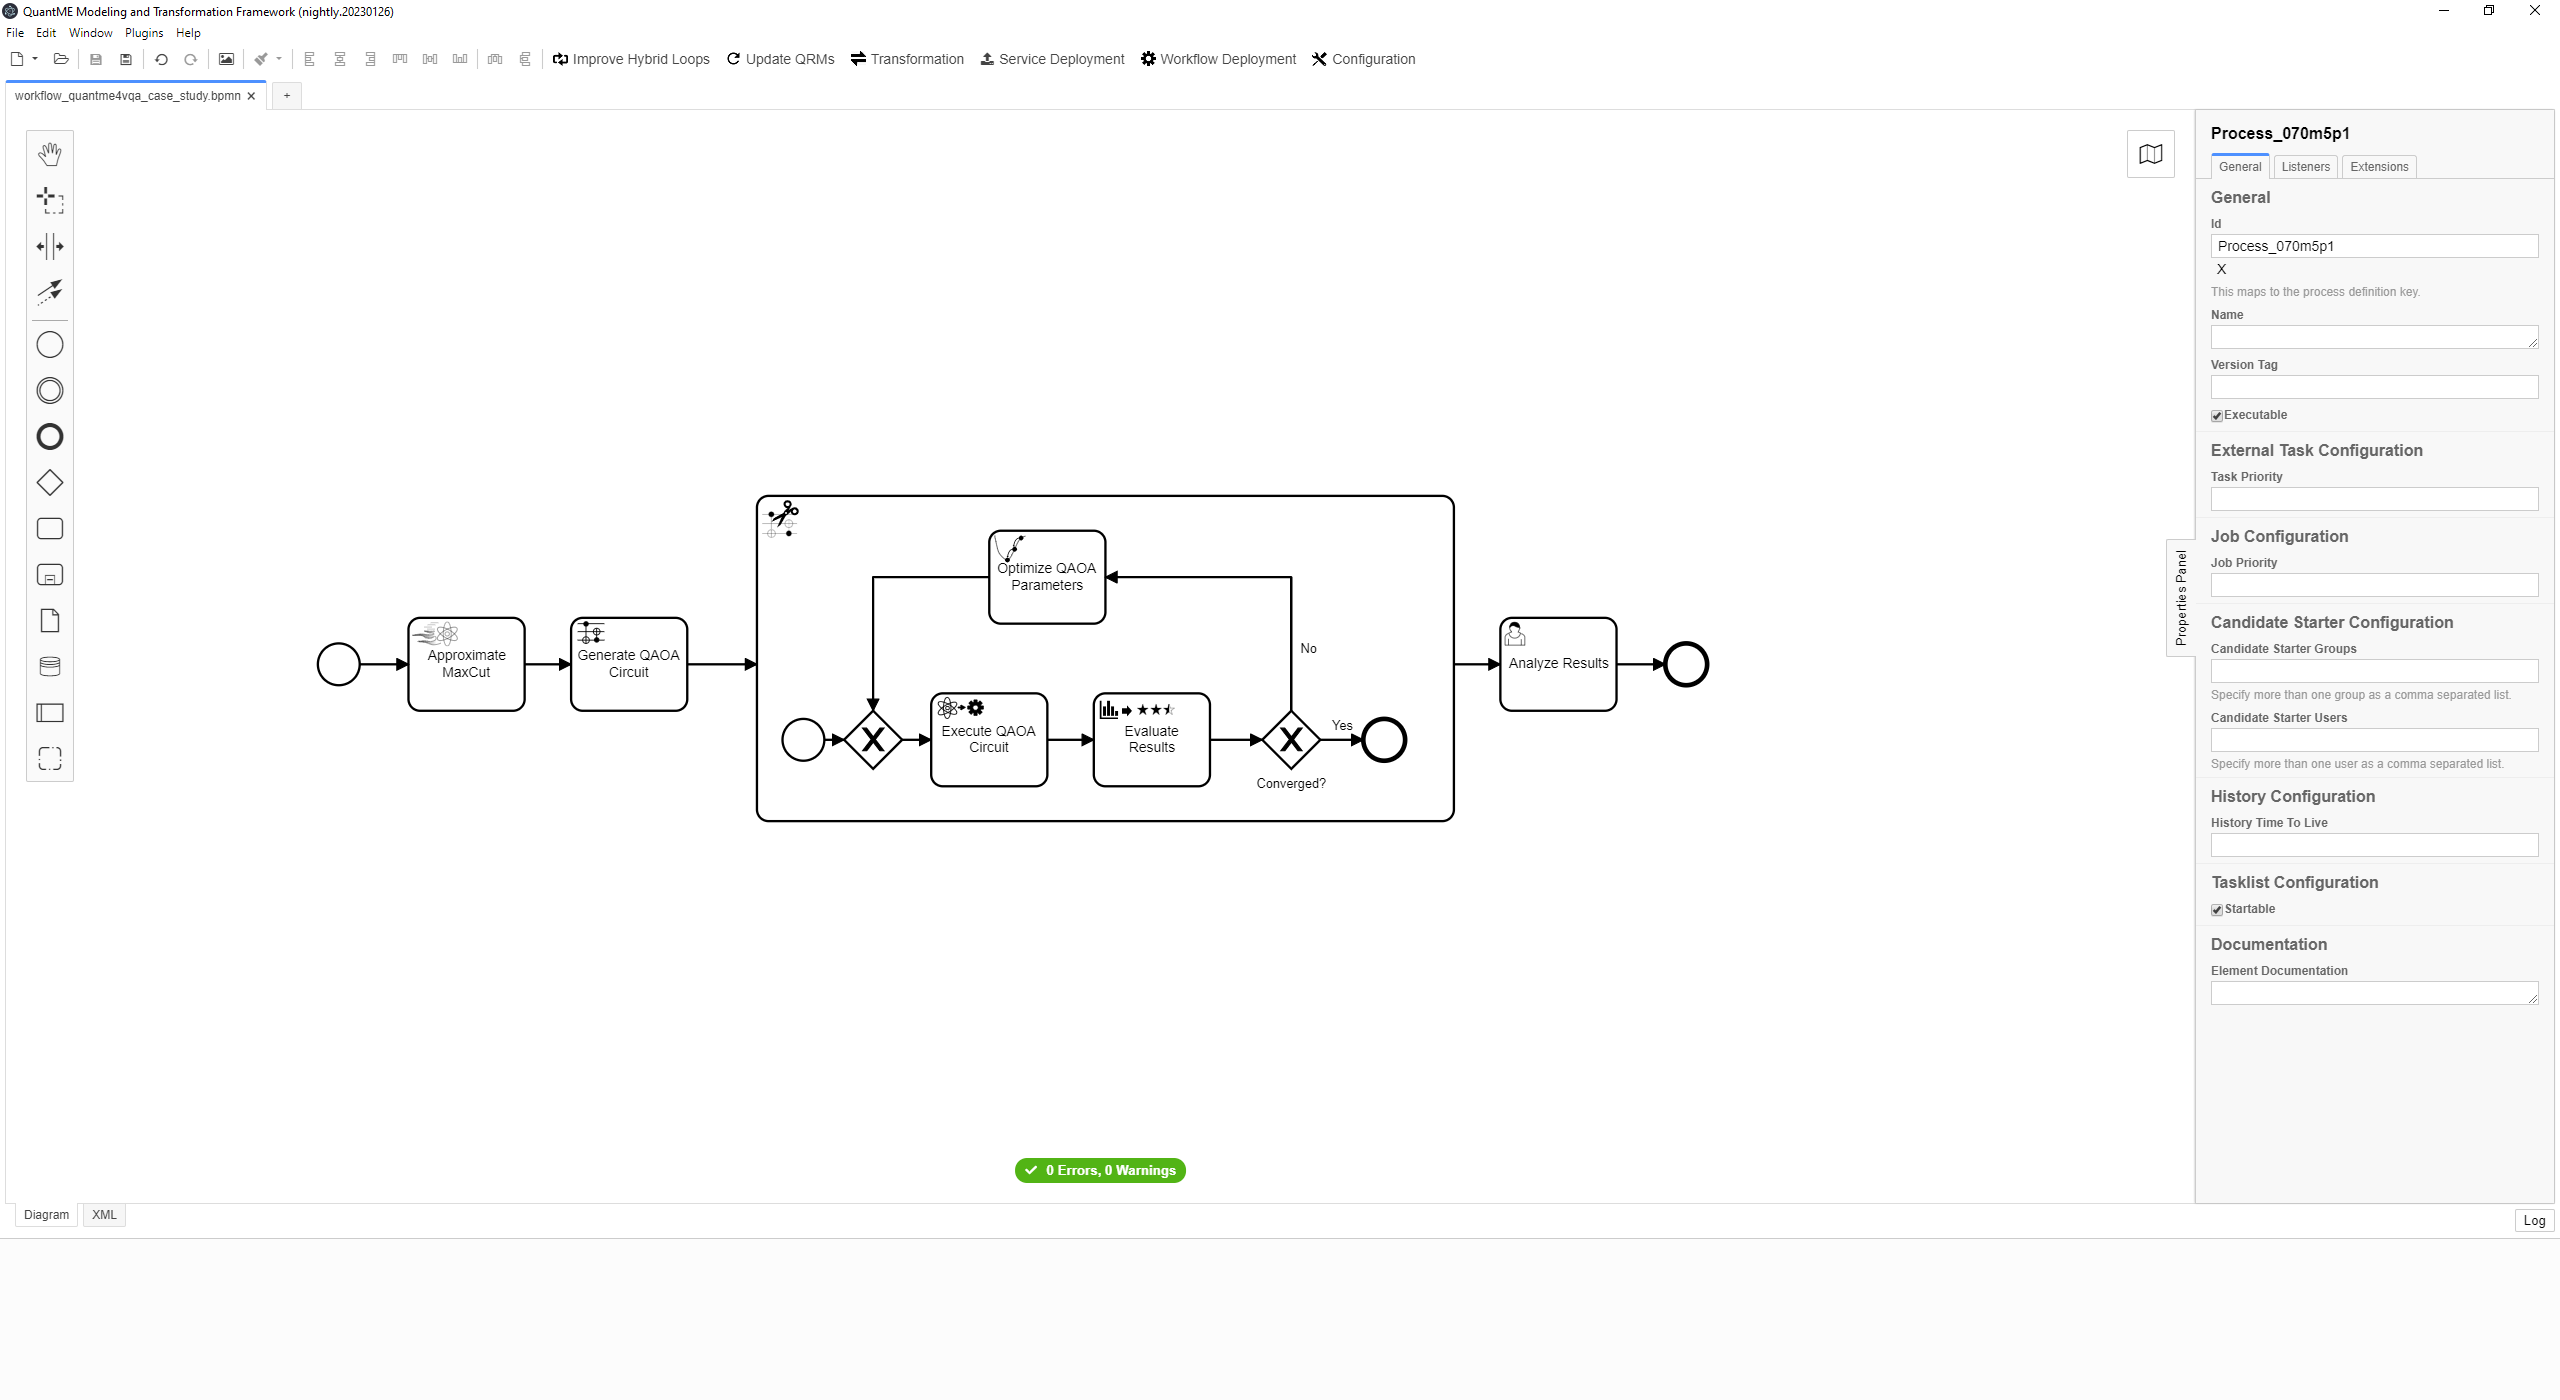 QuantME Modeling and Transformation Framework (nightly.20230126)
File Edit Window Plugins Help
Improve Hybrid Loops Update QRMs Transformation Service Deployment Workflow Deployment Configuration
workflow_quantme4vqa_case_study.bpmn
Approximate
MaxCut
Generate QAOA
Circuit
Optimize QAOA
Parameters
Execute QAOA
Circuit
Evaluate
Results
No
Yes
Converged?
Analyze Results
0 Errors, 0 Warnings
Properties Panel
Process_070m5p1
General Listeners Extensions
General
Id
Process_070m5p1
X
This maps to the process definition key.
Name
Version Tag
Executable
External Task Configuration
Task Priority
Job Configuration
Job Priority
Candidate Starter Configuration
Candidate Starter Groups
Specify more than one group as a comma separated list.
Candidate Starter Users
Specify more than one user as a comma separated list.
History Configuration
History Time To Live
Tasklist Configuration
Startable
Documentation
Element Documentation
Diagram XML
Log